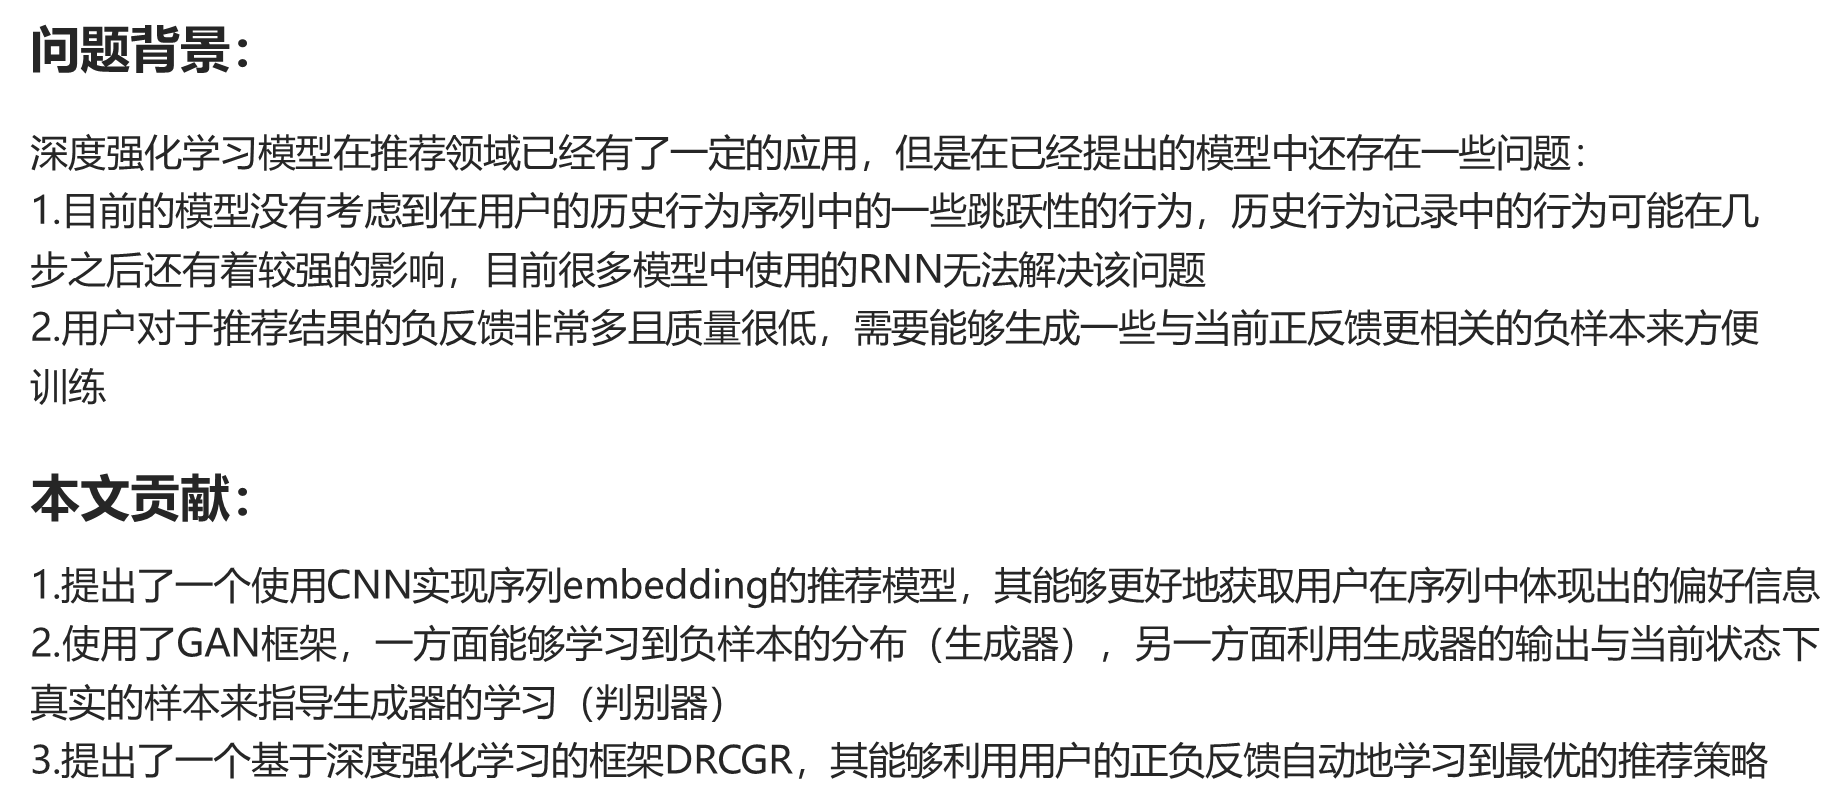 问题背景：
深度强化学习模型在推荐领域已经有了一定的应用，但是在已经提出的模型中还存在一些问题：
1.目前的模型没有考虑到在用户的历史行为序列中的一些跳跃性的行为，历史行为记录中的行为可能在几
步之后还有着较强的影响，目前很多模型中使用的RNN无法解决该问题
2.用户对于推荐结果的负反馈非常多且质量很低，需要能够生成一些与当前正反馈更相关的负样本来方便
训练
本文贡献：
1.提出了一个使用CNN实现序列embedding的推荐模型，其能够更好地获取用户在序列中体现出的偏好信息
2.使用了GAN框架，一方面能够学习到负样本的分布（生成器），另一方面利用生成器的输出与当前状态下
真实的样本来指导生成器的学习（判别器）
3.提出了一个基于深度强化学习的框架DRCGR，其能够利用用户的正负反馈自动地学习到最优的推荐策略